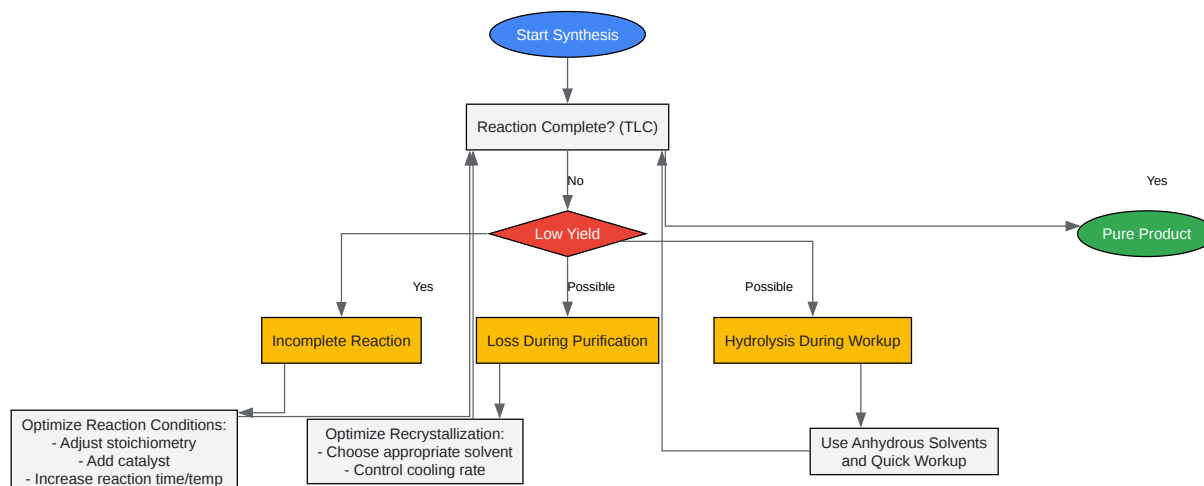 Start Synthesis
Reaction Complete? (TLC)
No
Yes
Low Yield
Pure Product
Yes
Possible
Possible
Incomplete Reaction
Loss During Purification
Hydrolysis During Workup
Optimize Reaction Conditions:
- Adjust stoichiometry
- Add catalyst
- Increase reaction time/temp
Optimize Recrystallization:
- Choose appropriate solvent
- Control cooling rate
Use Anhydrous Solvents
and Quick Workup